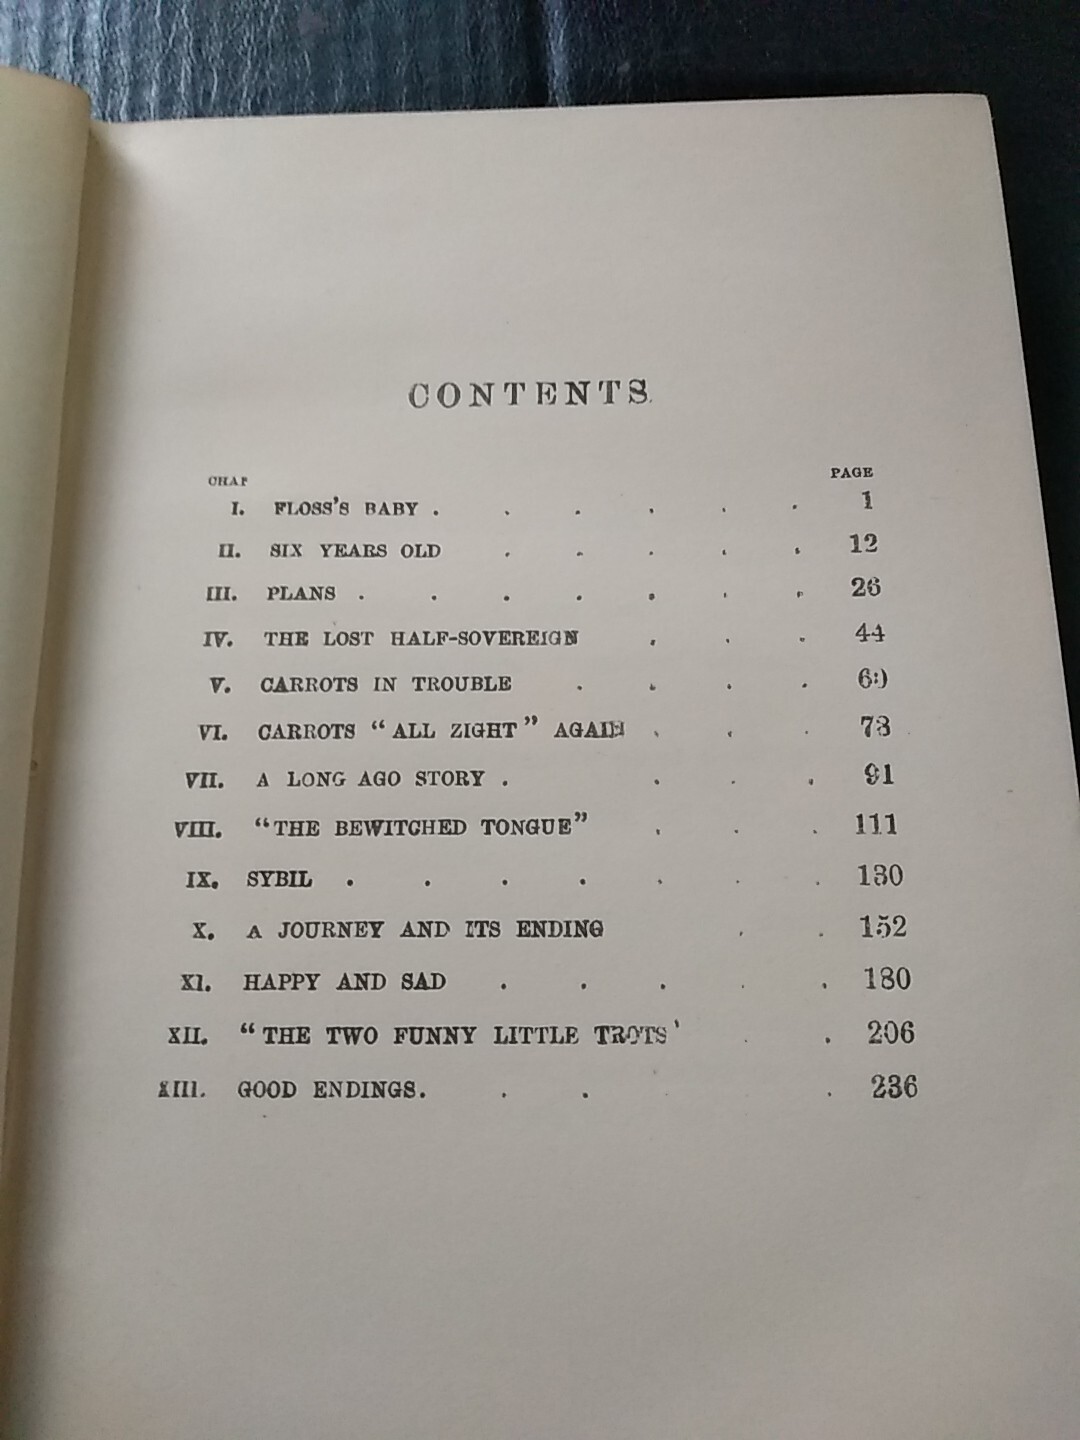 CONTENTS.
CHAP PAGE
I. FLOSS'S BABY . . . . . . 1
II. SIX YEARS OLD . . . . . 12
III. PLANS . . . . . . . 26
IV. THE LOST HALF-SOVEREIGN . . . 44
V. CARROTS IN TROUBLE . . . . 60
VI. CARROTS "ALL ZIGHT" AGAIN . . . 73
VII. A LONG AGO STORY . . . . 91
VIII. "THE BEWITCHED TONGUE" . . . 111
IX. SYBIL . . . . . . . 130
X. A JOURNEY AND ITS ENDING . . 152
XI. HAPPY AND SAD . . . . . 180
XII. "THE TWO FUNNY LITTLE TROTS' . . 206
XIII. GOOD ENDINGS. . . . 236